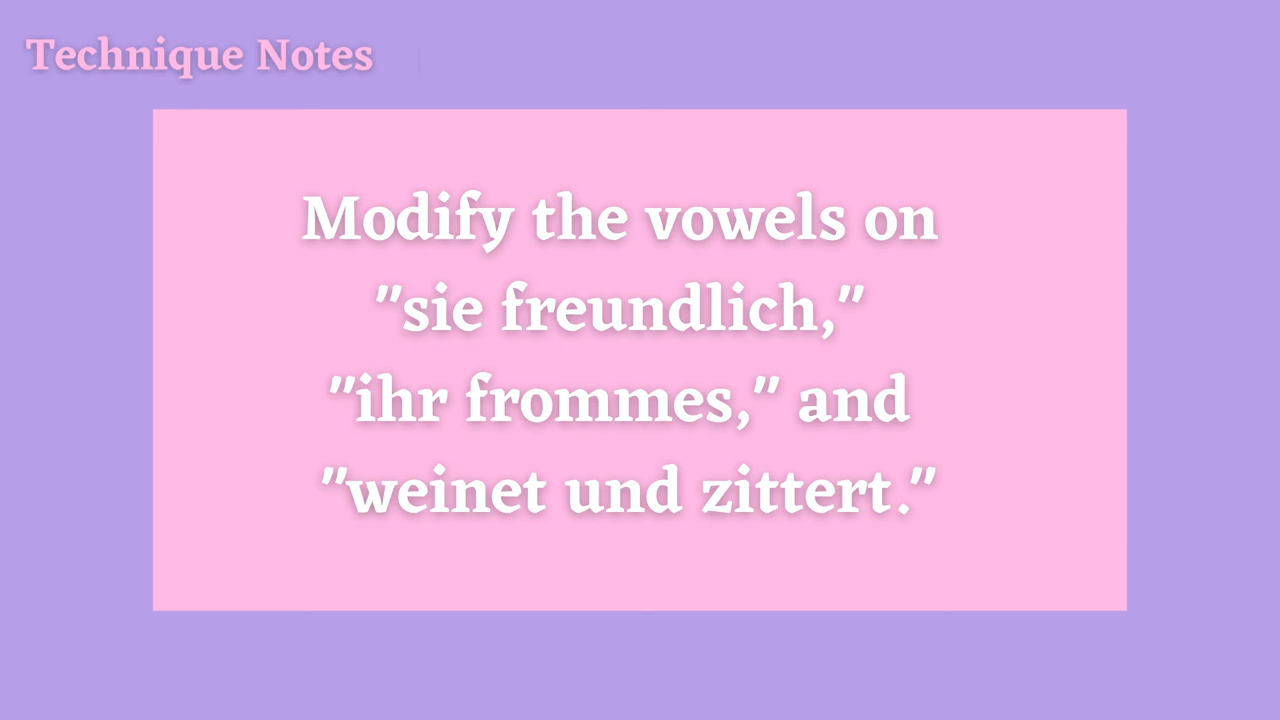 Technique Notes
Modify the vowels on
"sie freundlich,"
"ihr frommes," and
"weinet und zittert."